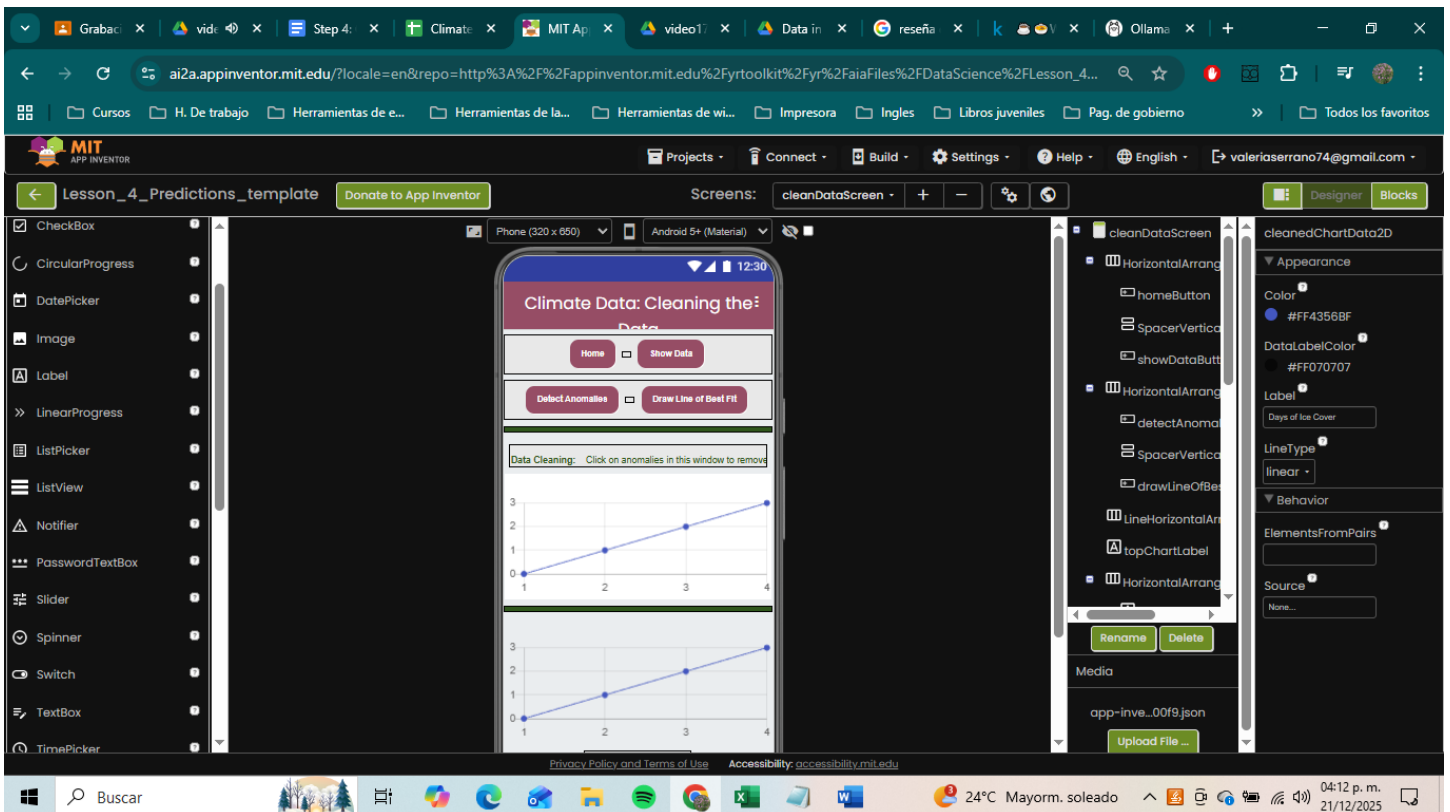 Grabaci
vide
Step 4:
Climate
MIT Ap
video17
Data in
reseña
Ollama
ai2a.appinventor.mit.edu/?locale=en&repo=http%3A%2F%2Fappinventor.mit.edu%2Fyrtoolkit%2Fyr%2FaiaFiles%2FDataScience%2FLesson_4...
Cursos
H. De trabajo
Herramientas de e...
Herramientas de la...
Herramientas de wi...
Impresora
Ingles
Libros juveniles
Pag. de gobierno
»
Todos los favoritos
MIT
APP INVENTOR
Projects
Connect
Build
Settings
Help
English
valeriaserrano74@gmail.com
Lesson_4_Predictions_template
Donate to App Inventor
Screens:
cleanDataScreen
Designer
Blocks
CheckBox
CircularProgress
DatePicker
Image
Label
LinearProgress
ListPicker
ListView
Notifier
PasswordTextBox
Slider
Spinner
Switch
TextBox
TimePicker
Phone (320 x 650)
Android 5+ (Material)
12:30
Climate Data: Cleaning the
Data
Home
Show Data
Detect Anomalies
Draw Line of Best Fit
Data Cleaning: Click on anomalies in this window to remove
3
2
1
0
1 2 3 4
3
2
1
0
1 2 3 4
cleanDataScreen
HorizontalArrang
homeButton
SpacerVertica
showDataButt
HorizontalArrang
detectAnomal
SpacerVertica
drawLineOfBes
LineHorizontalArr
topChartLabel
HorizontalArrang
Rename
Delete
Media
app-inve...00f9.json
Upload File ...
cleanedChartData2D
Appearance
Color
#FF4356BF
DataLabelColor
#FF070707
Label
Days of Ice Cover
LineType
linear
Behavior
ElementsFromPairs
Source
None...
Privacy Policy and Terms of Use
Accessibility: accessibility.mit.edu
Buscar
24°C Mayorm. soleado
04:12 p. m.
21/12/2025